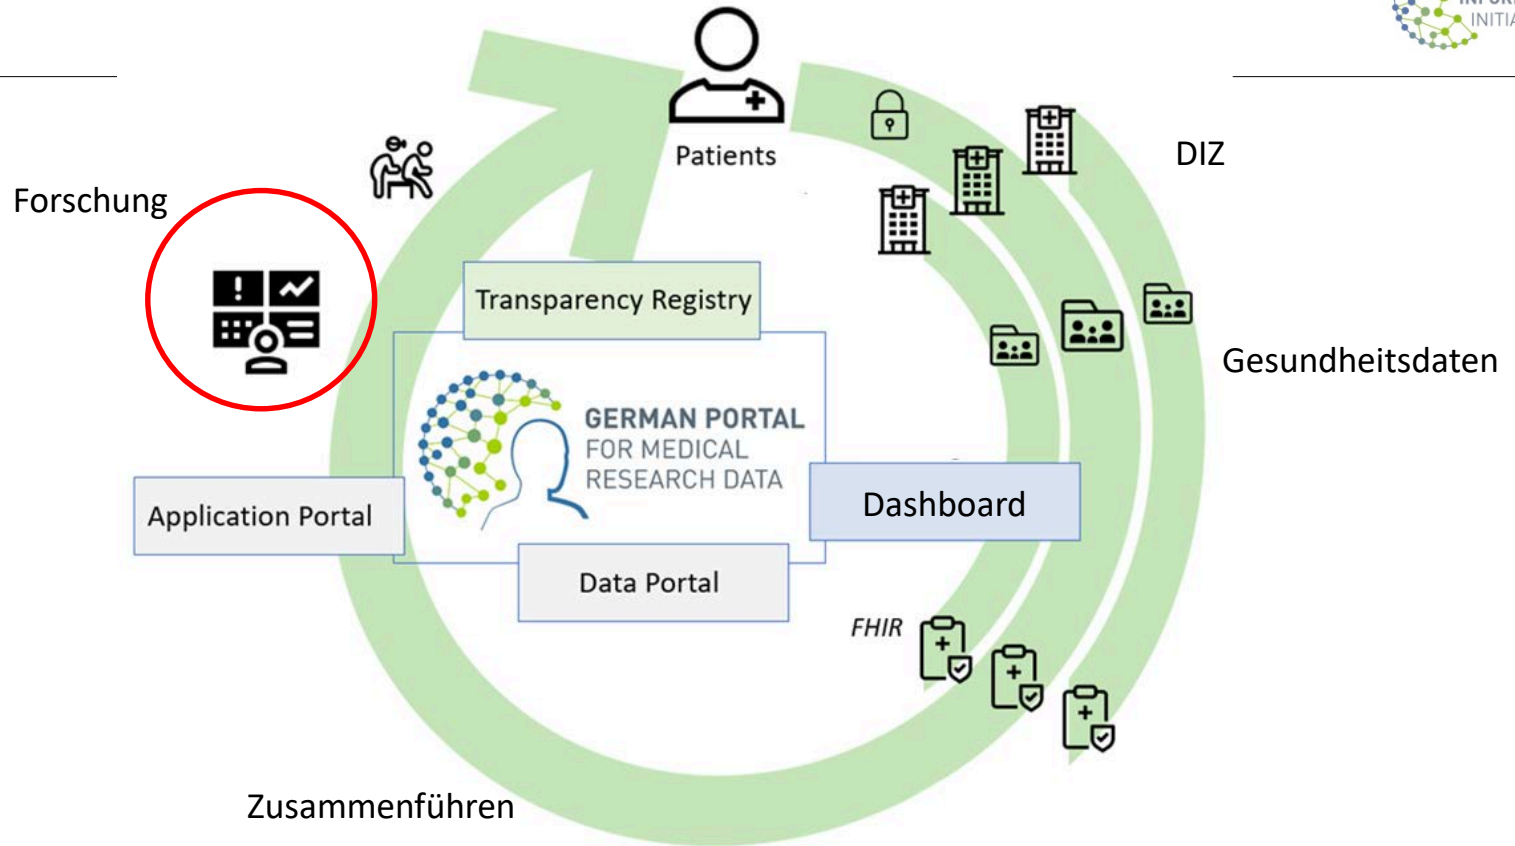 INITIA
Patients
DIZ
Forschung
Transparency Registry
Gesundheitsdaten
GERMAN PORTAL
FOR MEDICAL
RESEARCH DATA
Application Portal
Dashboard
Data Portal
FHIR
Zusammenführen